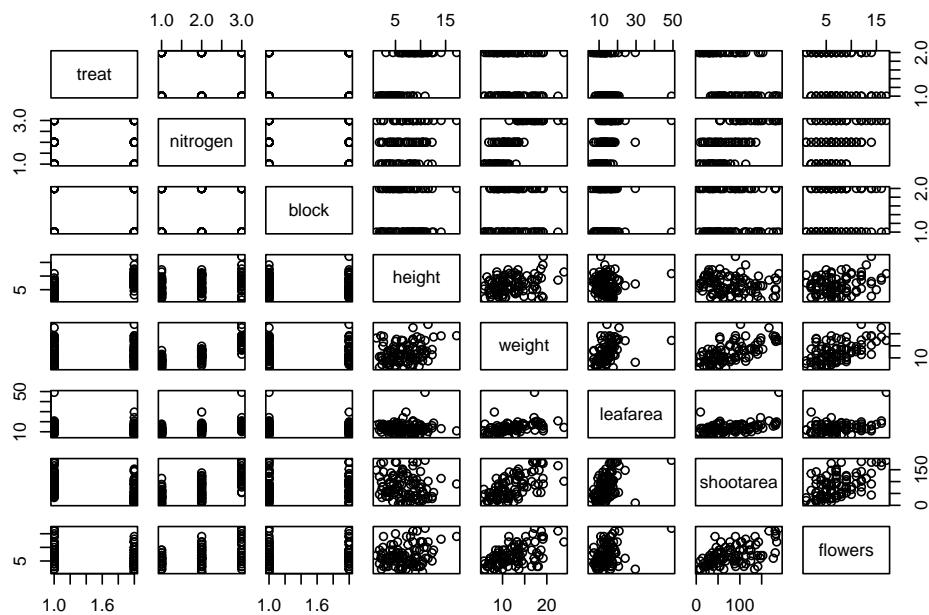 1.0 2.0 3.0 5 15 10 30 50 5 15
treat 1.0 2.0
1.0 3.0 nitrogen
block 1.0 2.0
5 height
weight 10
10 50 leafarea
shootarea 0 150
5 flowers
1.0 1.6 1.0 1.6 10 20 0 100